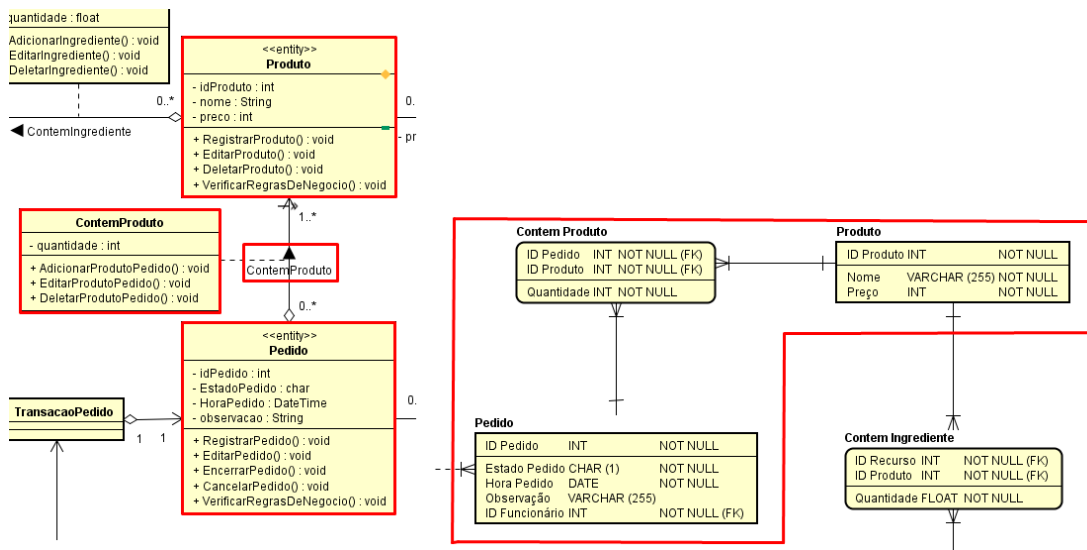 quantidade : float
AdicionarIngrediente() : void
EditarIngrediente() : void
DeletarIngrediente() : void
0..*
ContemIngrediente
<<entity>>
Produto
- idProduto : int
- nome : String
- preco : int
+ RegistrarProduto() : void
+ EditarProduto() : void
+ DeletarProduto() : void
+ VerificarRegrasDeNegocio() : void
0.
- pr
1..*
ContemProduto
- quantidade : int
+ AdicionarProdutoPedido() : void
+ EditarProdutoPedido() : void
+ DeletarProdutoPedido() : void
ContemProduto
0..*
<<entity>>
Pedido
- idPedido : int
- EstadoPedido : char
- HoraPedido : DateTime
- observacao : String
+ RegistrarPedido() : void
+ EditarPedido() : void
+ EncerrarPedido() : void
+ CancelarPedido() : void
+ VerificarRegrasDeNegocio() : void
0.
TransacaoPedido
1 1
Contem Produto
ID Pedido INT NOT NULL (FK)
ID Produto INT NOT NULL (FK)
Quantidade INT NOT NULL
Produto
ID Produto INT NOT NULL
Nome VARCHAR (255) NOT NULL
Preço INT NOT NULL
Pedido
ID Pedido INT NOT NULL
Estado Pedido CHAR (1) NOT NULL
Hora Pedido DATE NOT NULL
Observação VARCHAR (255)
ID Funcionário INT NOT NULL (FK)
Contem Ingrediente
ID Recurso INT NOT NULL (FK)
ID Produto INT NOT NULL (FK)
Quantidade FLOAT NOT NULL